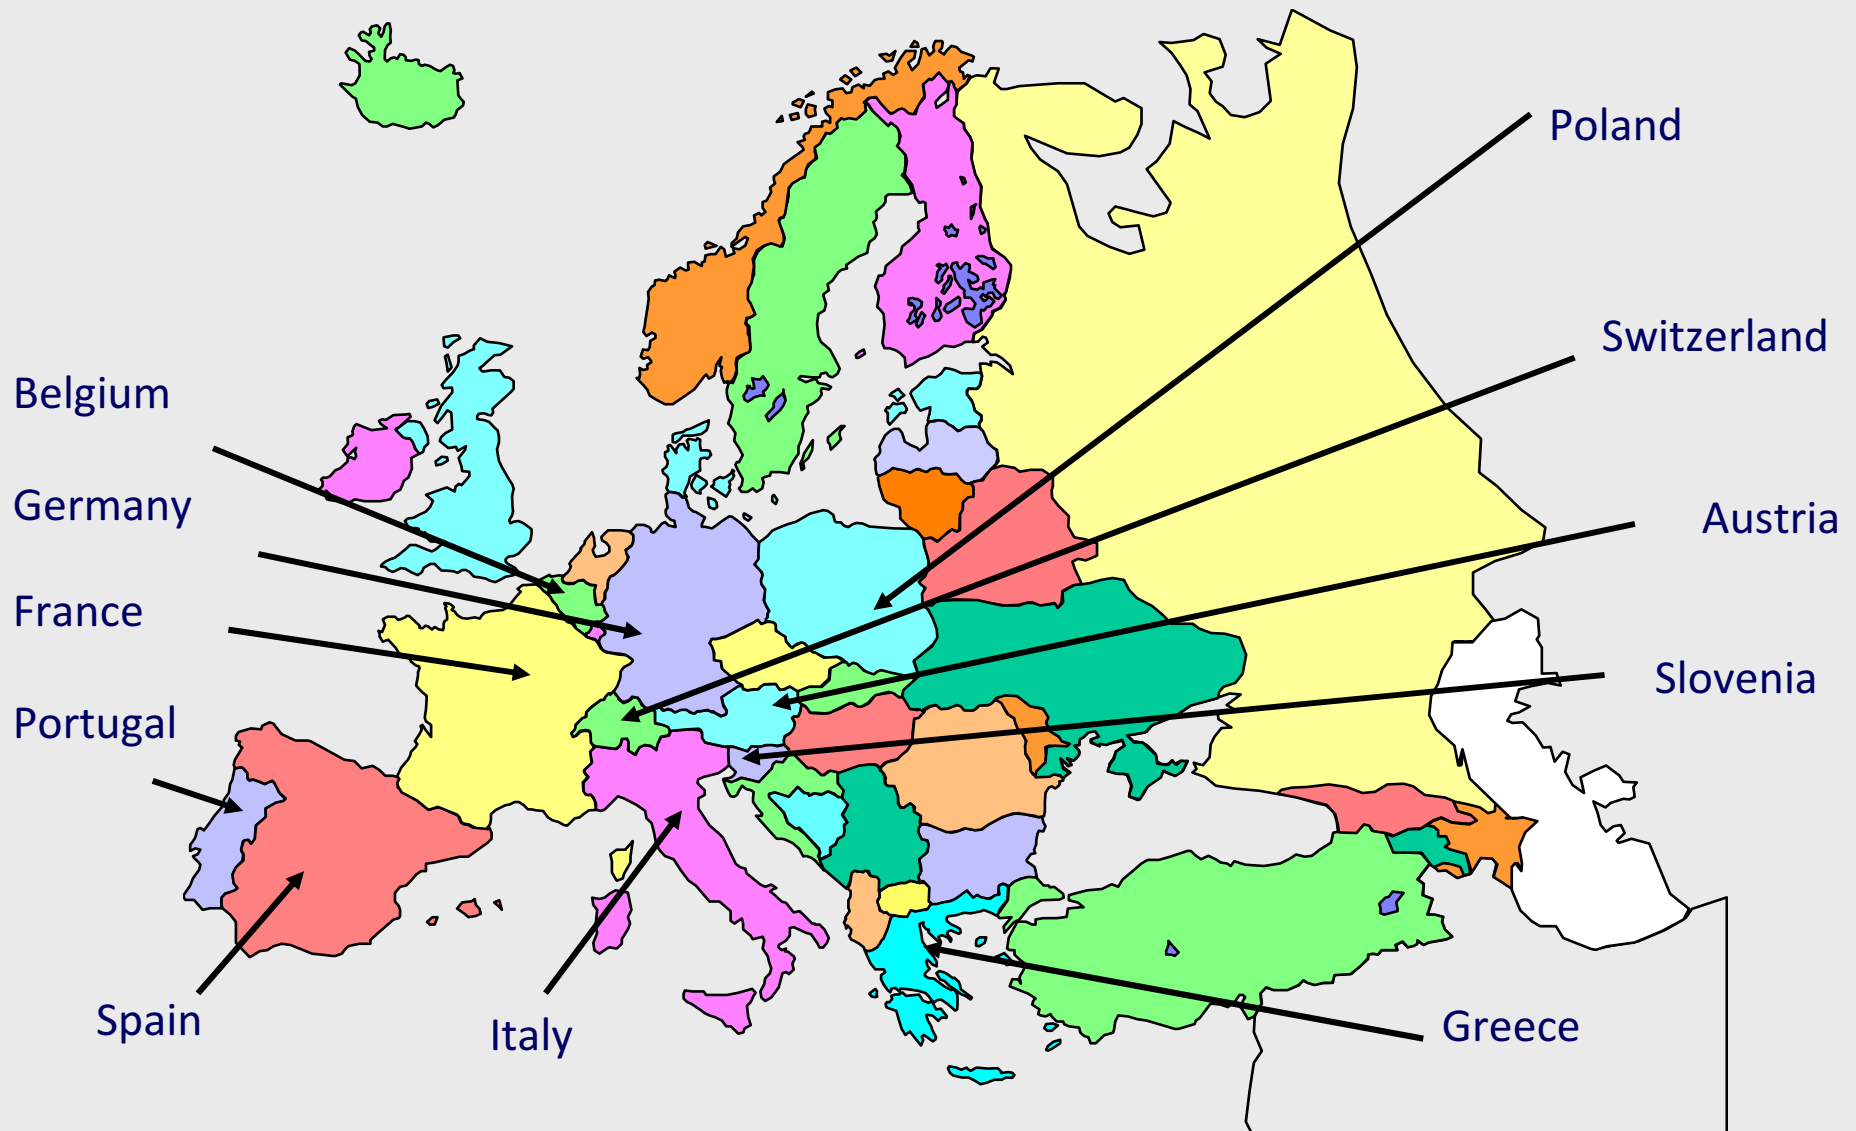 Poland
Switzerland
Belgium
Germany
Austria
France
Slovenia
Portugal
Spain
Italy
Greece